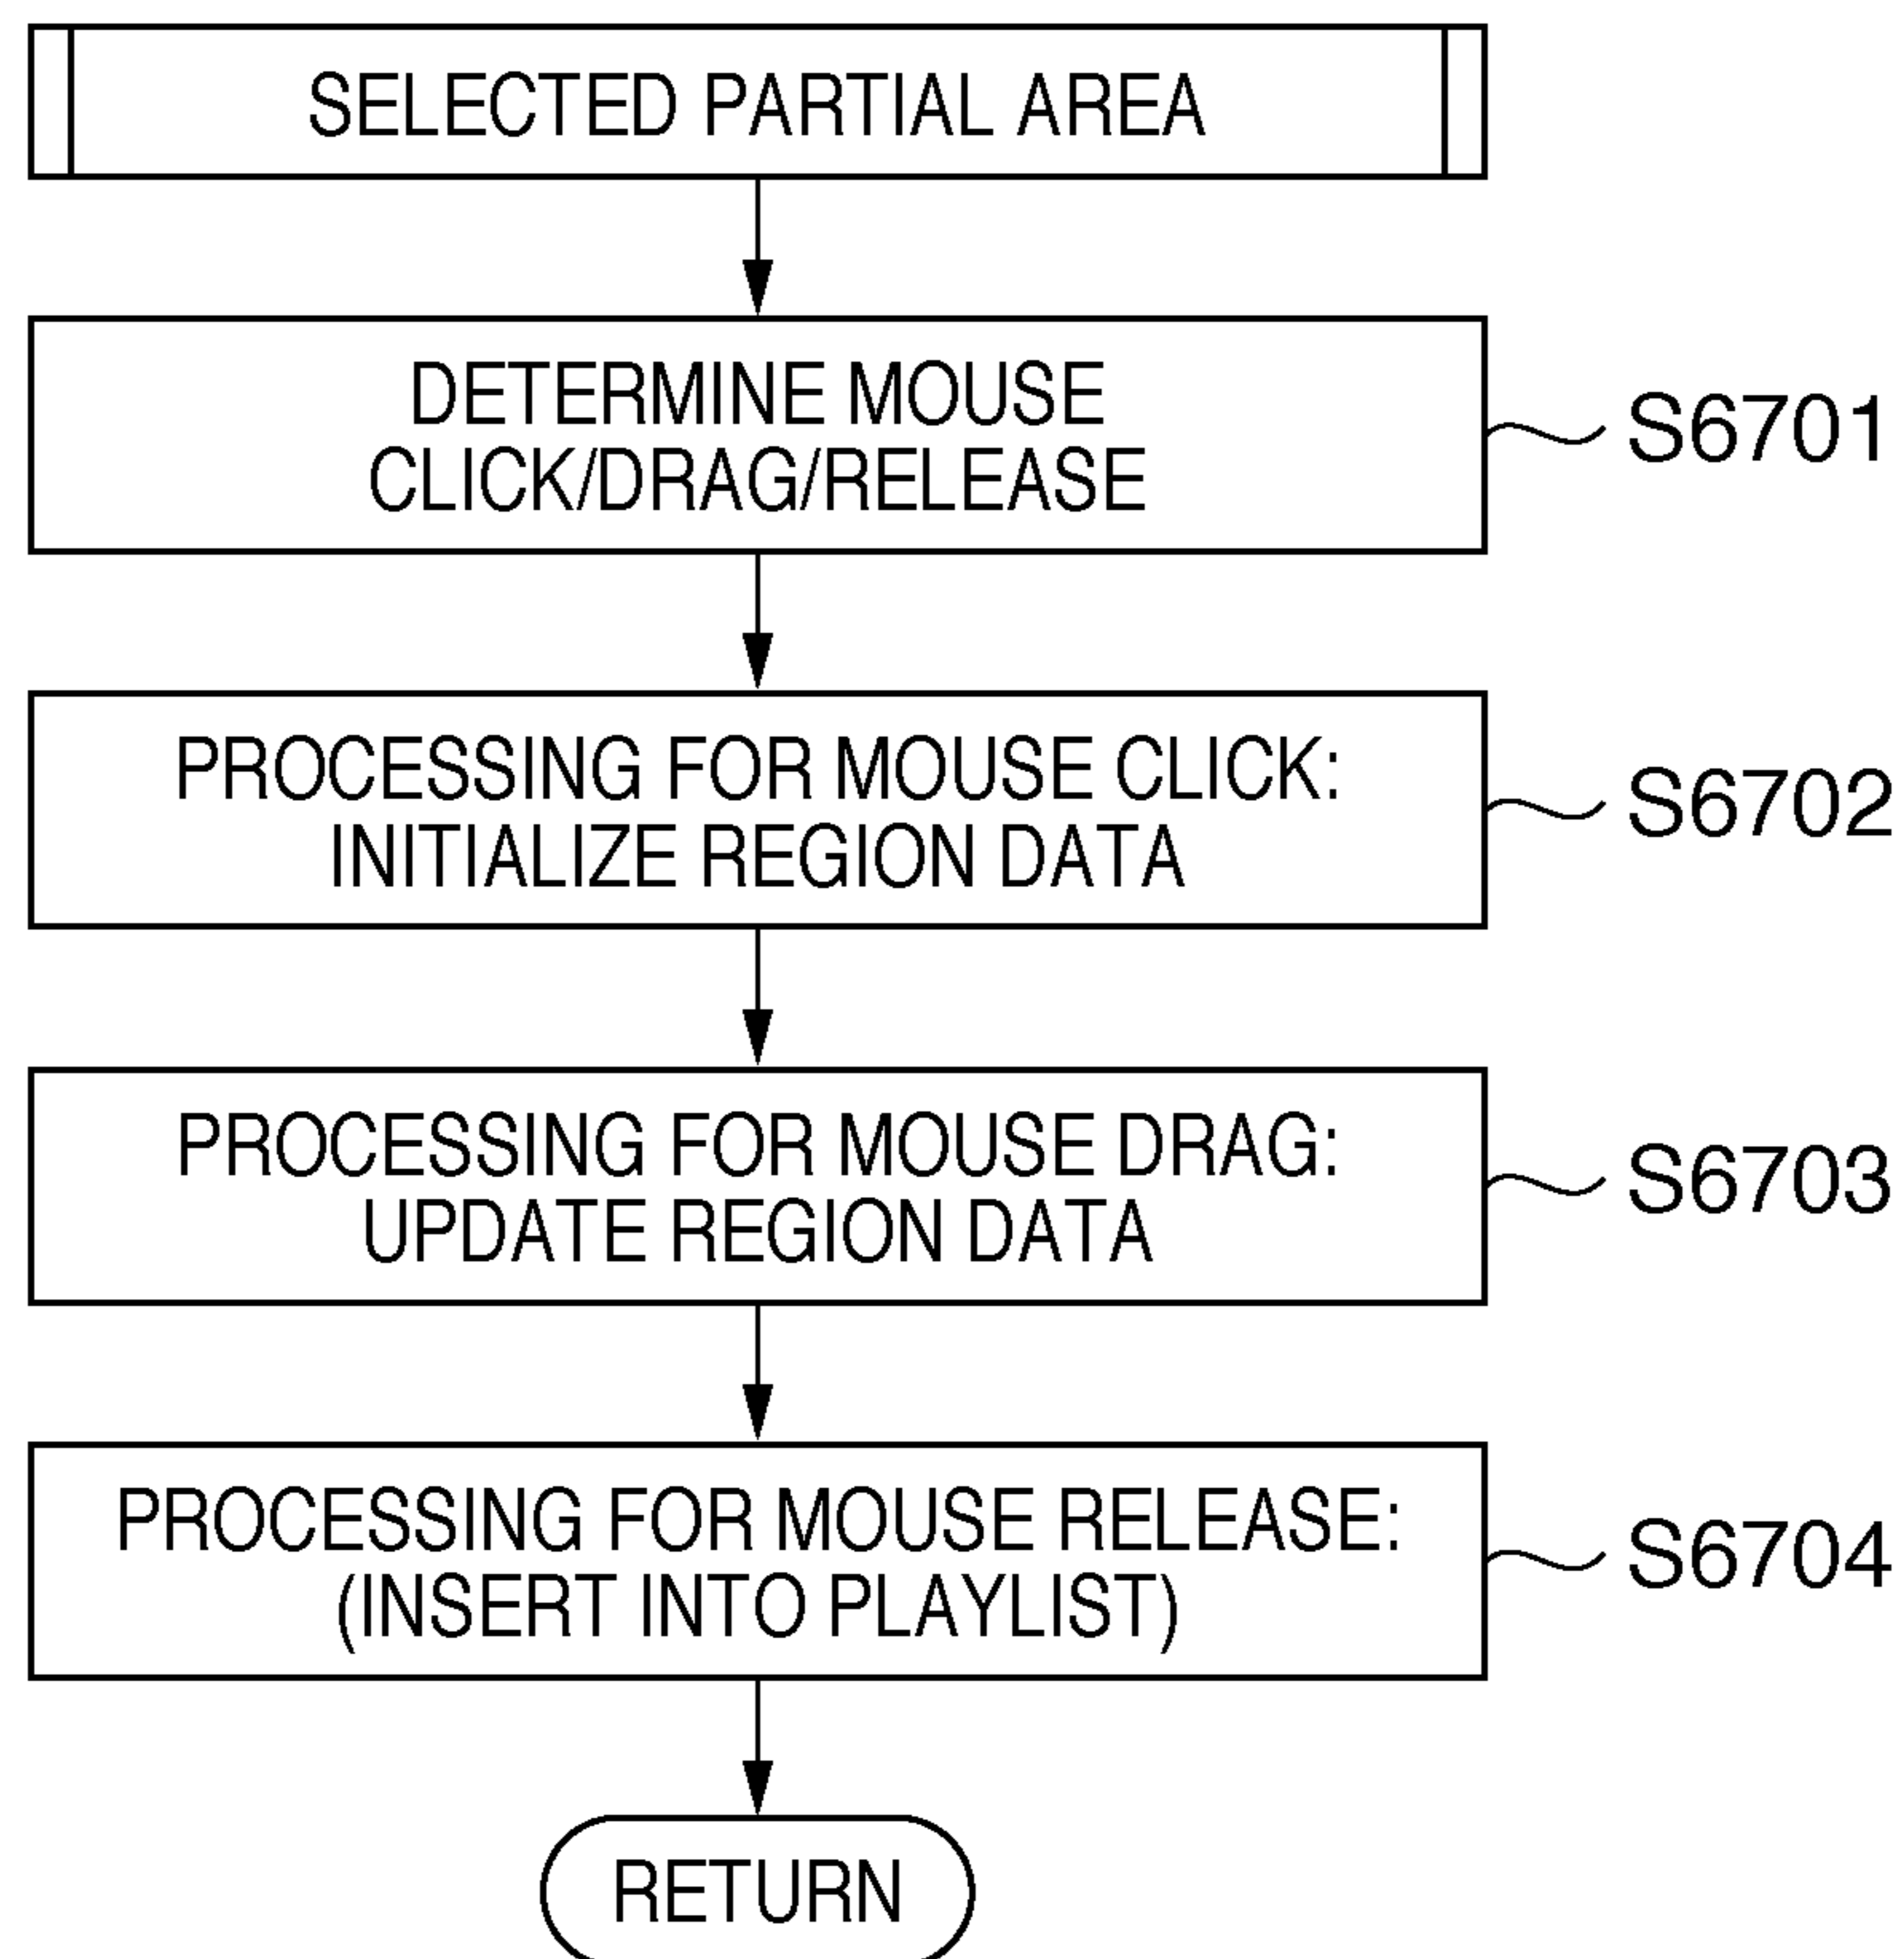 SELECTED PARTIAL AREA
DETERMINE MOUSE
CLICK/DRAG/RELEASE
S6701
PROCESSING FOR MOUSE CLICK:
INITIALIZE REGION DATA
S6702
PROCESSING FOR MOUSE DRAG:
UPDATE REGION DATA
S6703
PROCESSING FOR MOUSE RELEASE:
(INSERT INTO PLAYLIST)
S6704
RETURN